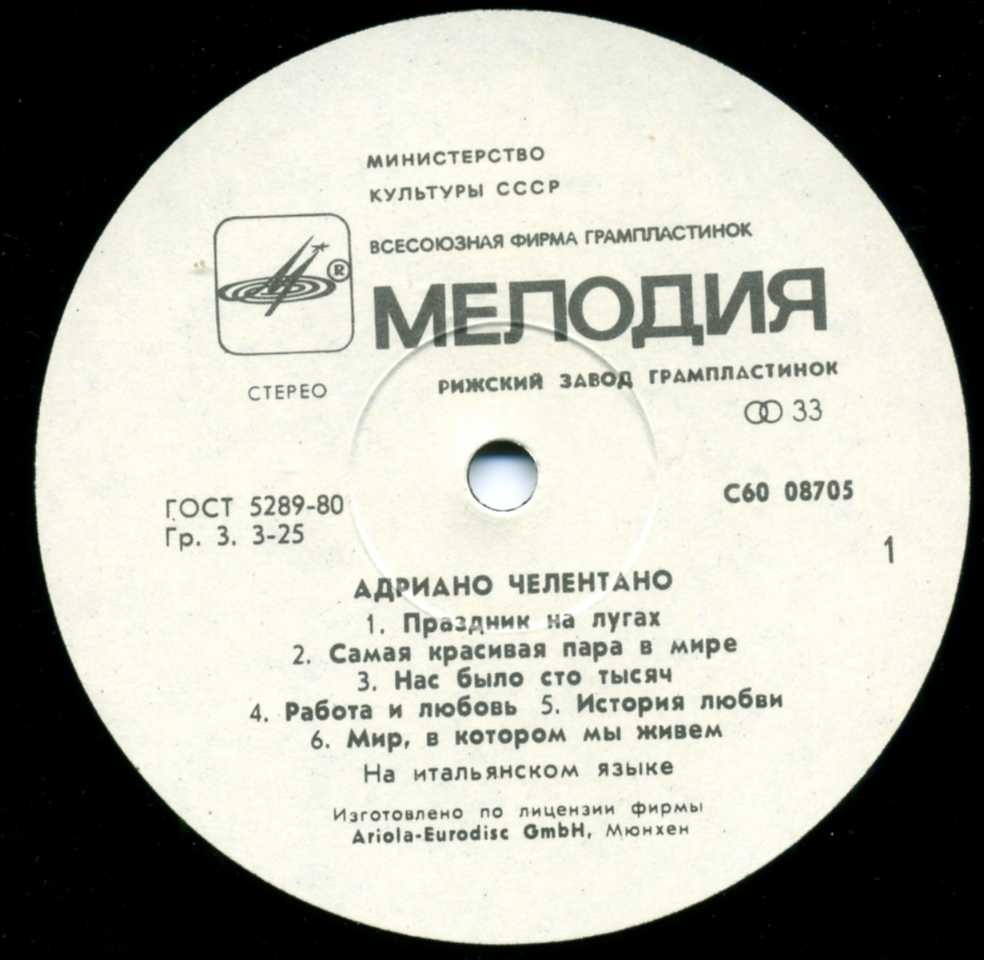 МИНИСТЕРСТВО
КУЛЬТУРЫ СССР
ВСЕСОЮЗНАЯ ФИРМА ГРАМПЛАСТИНОК
®
МЕЛОДИЯ
СТЕРЕО
РИЖСКИЙ ЗАВОД ГРАМПЛАСТИНОК
33
ГОСТ 5289-80
Гр. 3. 3-25
С60 08705
1
АДРИАНО ЧЕЛЕНТАНО
1. Праздник на лугах
2. Самая красивая пара в мире
3. Нас было сто тысяч
4. Работа и любовь 5. История любви
6. Мир, в котором мы живем
На итальянском языке
Изготовлено по лицензии фирмы
Ariola-Eurodisc GmbH, Мюнхен